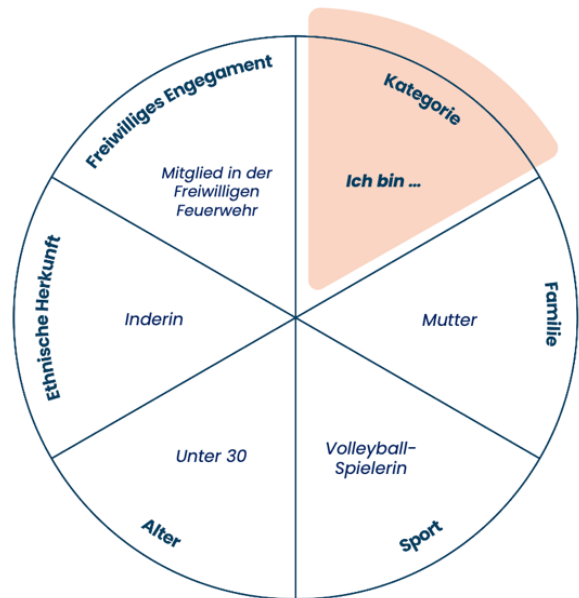 Kategorie
Ich bin ...
Familie
Mutter
Sport
Volleyball-
Spielerin
Alter
Unter 30
Ethnische Herkunft
Inderin
Freiwilliges Engegament
Mitglied in der
Freiwilligen
Feuerwehr